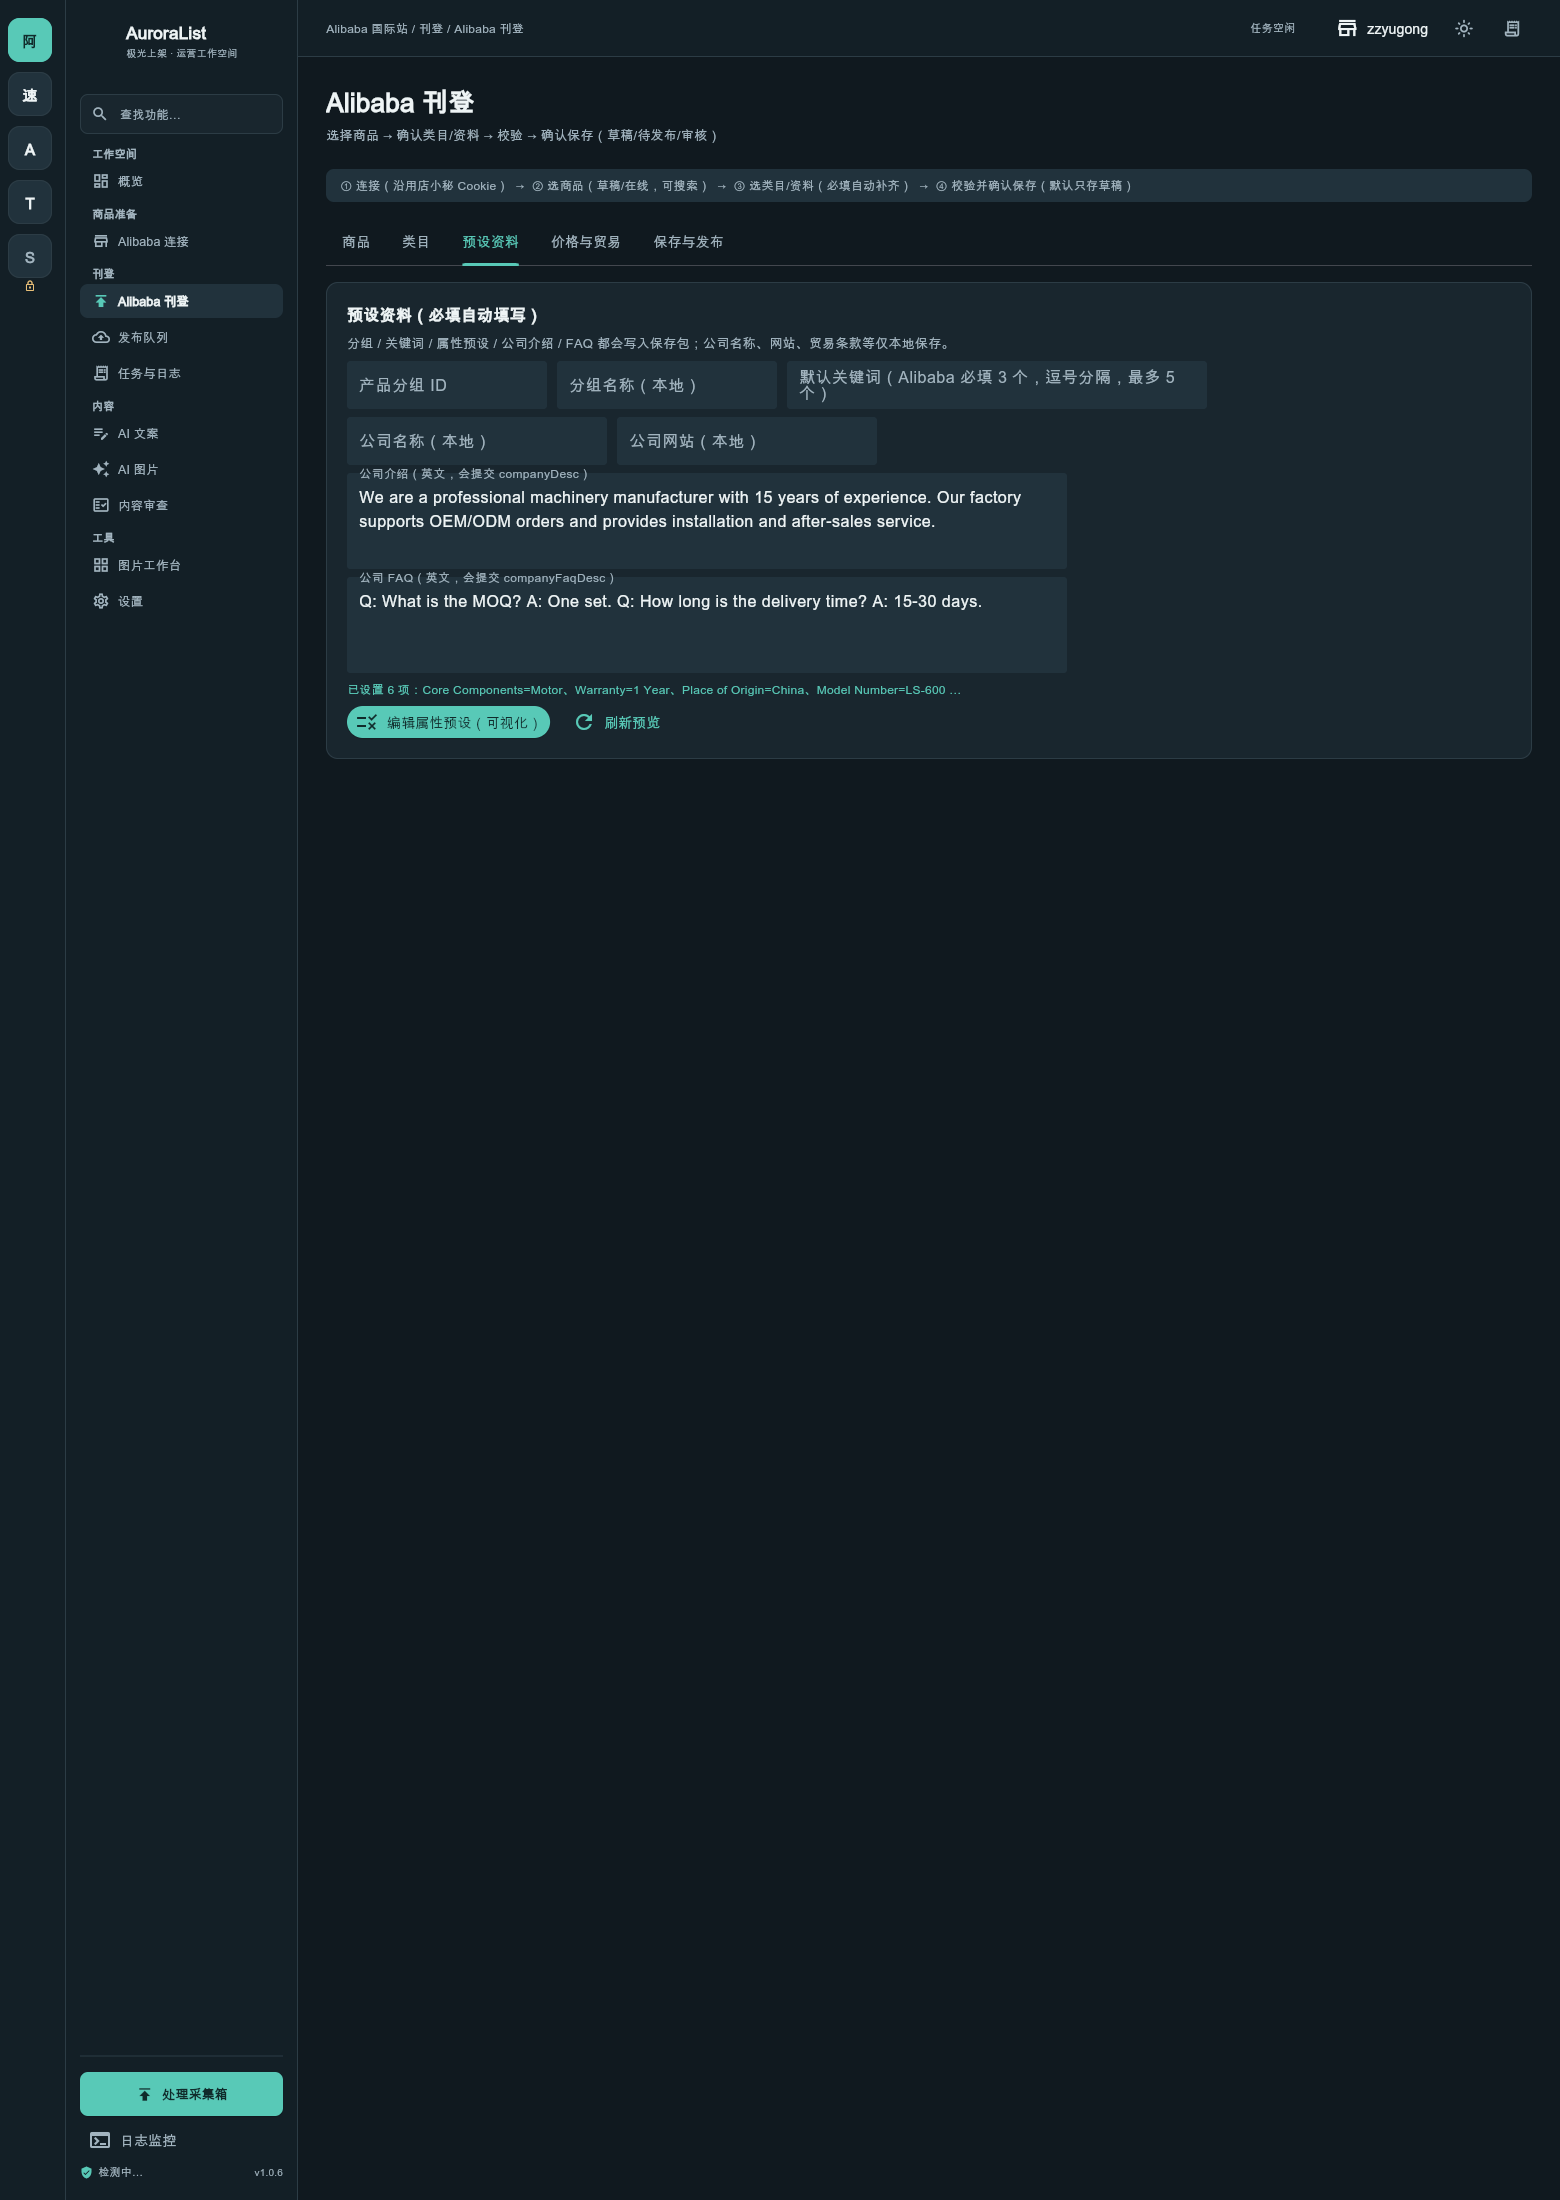 阿
速
A
T
S
AuroraList
极光上架 · 运营工作空间
查找功能...
工作空间
概览
商品准备
Alibaba 连接
刊登
Alibaba 刊登
发布队列
任务与日志
内容
AI 文案
AI 图片
内容审查
工具
图片工作台
设置
处理采集箱
日志监控
检测中... v1.0.6
Alibaba 国际站 / 刊登 / Alibaba 刊登
任务空闲
zzyugong
Alibaba 刊登
选择商品 → 确认类目/资料 → 校验 → 确认保存（草稿/待发布/审核）
① 连接（沿用店小秘 Cookie） → ② 选商品（草稿/在线，可搜索） → ③ 选类目/资料（必填自动补齐） → ④ 校验并确认保存（默认只存草稿）
商品 类目 预设资料 价格与贸易 保存与发布
预设资料（必填自动填写）
分组 / 关键词 / 属性预设 / 公司介绍 / FAQ 都会写入保存包；公司名称、网站、贸易条款等仅本地保存。
产品分组 ID
分组名称（本地）
默认关键词（Alibaba 必填 3 个，逗号分隔，最多 5
个）
公司名称（本地）
公司网站（本地）
公司介绍（英文，会提交 companyDesc）
We are a professional machinery manufacturer with 15 years of experience. Our factory
supports OEM/ODM orders and provides installation and after-sales service.
公司 FAQ（英文，会提交 companyFaqDesc）
Q: What is the MOQ? A: One set. Q: How long is the delivery time? A: 15-30 days.
已设置 6 项：Core Components=Motor、Warranty=1 Year、Place of Origin=China、Model Number=LS-600 ...
编辑属性预设（可视化）
刷新预览